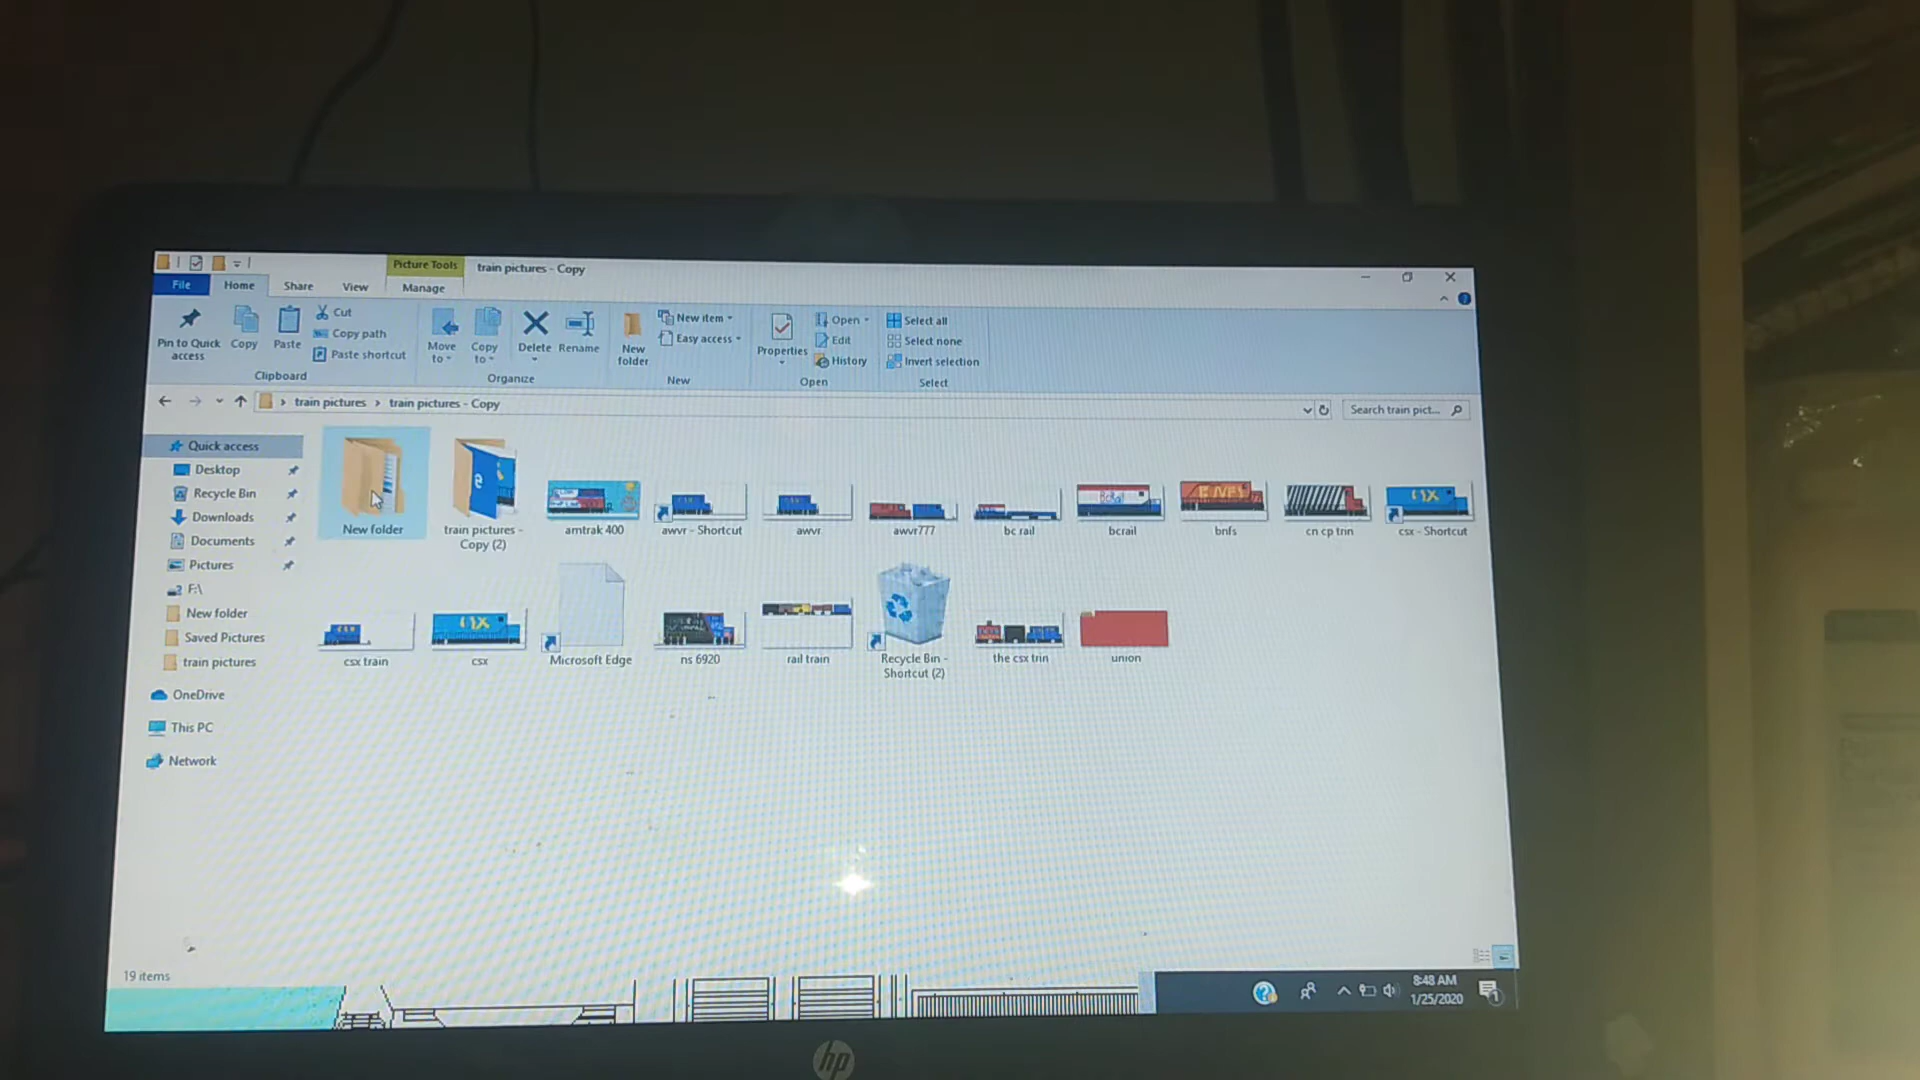 Picture Tools
train pictures - Copy
File
Home
Share
View
Manage
Pin to Quick
access
Copy
Paste
Cut
Copy path
Paste shortcut
Clipboard
Move
to
Copy
to
Delete
Rename
Organize
New
folder
New item
Easy access
New
Properties
Open
Edit
History
Open
Select all
Select none
Invert selection
Select
train pictures
train pictures - Copy
Search train pict...
Quick access
Desktop
Recycle Bin
Downloads
Documents
Pictures
F:\
New folder
Saved Pictures
train pictures
OneDrive
This PC
Network
New folder
train pictures -
Copy (2)
amtrak 400
awvr - Shortcut
awvr
awvr777
bc rail
bcrail
bnfs
cn cp tnn
csx - Shortcut
csx train
csx
Microsoft Edge
ns 6920
rail train
Recycle Bin -
Shortcut (2)
the csx trin
union
19 items
8:48 AM
1/25/2020
1
hp